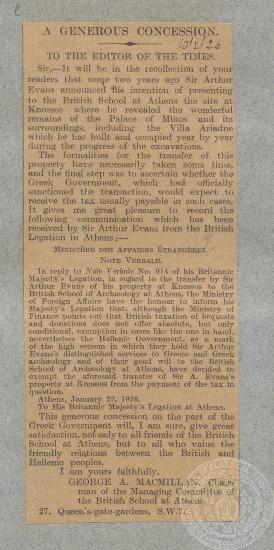 A GENEROUS CONCESSION.
10/2/26
TO THE EDITOR OF THE TIMES.
Sir,—It will be in the recollection of your
readers that some two years ago Sir Arthur
Evans announced his intention of presenting
to the British School at Athens the site at
Knossos where he revealed the wonderful
remains of the Palace of Minos and its
surroundings, including the Villa Ariadne
which he has built and occupied year by year
during the progress of the excavations.
The formalities for the transfer of this
property have necessarily taken some time,
and the final step was to ascertain whether the
Greek Government, which had officially
sanctioned the transaction, would expect to
receive the tax usually payable in such cases.
It gives me great pleasure to record the
following communication which has been
received by Sir Arthur Evans from the British
Legation in Athens:—
MINISTÈRE DES AFFAIRES ÉTRANGÈRES.
NOTE VERBALE.
In reply to Note Verbale No. 914 of his Britannic
Majesty's Legation, in regard to the transfer by Sir
Arthur Evans of his property at Knossos to the
British School of Archæology at Athens, the Ministry
of Foreign Affairs have the honour to inform his
Majesty's Legation that, although the Ministry of
Finance points out that British taxation of bequests
and donations does not offer absolute, but only
conditional, exemption in cases like the one in hand,
nevertheless the Hellenic Government, as a mark
of the high esteem in which they hold Sir Arthur
Evans's distinguished services to Greece and Greek
archæology and of their good will to the British
School of Archæology at Athens, have decided to
exempt the aforesaid transfer of Sir A. Evans's
property at Knossos from the payment of the tax in
question.
Athens, January 22, 1926.
To His Britannic Majesty's Legation at Athens.
This generous concession on the part of the
Greek Government will, I am sure, give great
satisfaction, not only to all friends of the British
School at Athens, but to all who value the
friendly relations between the British and
Hellenic peoples.
I am yours faithfully,
GEORGE A. MACMILLAN, Chair-
man of the Managing Committee of
the British School at Athens.
27, Queen's-gate-gardens, S.W.7.